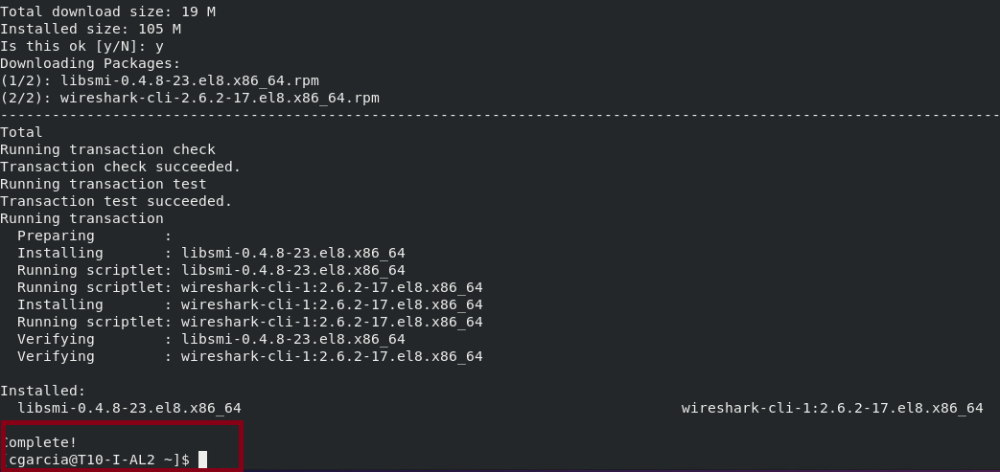 Total download size: 19 M
Installed size: 105 M
Is this ok [y/N]: y
Downloading Packages:
(1/2): libsmi-0.4.8-23.el8.x86_64.rpm
(2/2): wireshark-cli-2.6.2-17.el8.x86_64.rpm
--------------------------------------------------------------------------------------------------------------------
Total
Running transaction check
Transaction check succeeded.
Running transaction test
Transaction test succeeded.
Running transaction
  Preparing        :
  Installing       : libsmi-0.4.8-23.el8.x86_64
  Running scriptlet: libsmi-0.4.8-23.el8.x86_64
  Running scriptlet: wireshark-cli-1:2.6.2-17.el8.x86_64
  Installing       : wireshark-cli-1:2.6.2-17.el8.x86_64
  Running scriptlet: wireshark-cli-1:2.6.2-17.el8.x86_64
  Verifying        : libsmi-0.4.8-23.el8.x86_64
  Verifying        : wireshark-cli-1:2.6.2-17.el8.x86_64
Installed:
  libsmi-0.4.8-23.el8.x86_64                                                   wireshark-cli-1:2.6.2-17.el8.x86_64
Complete!
[cgarcia@T10-I-AL2 ~]$